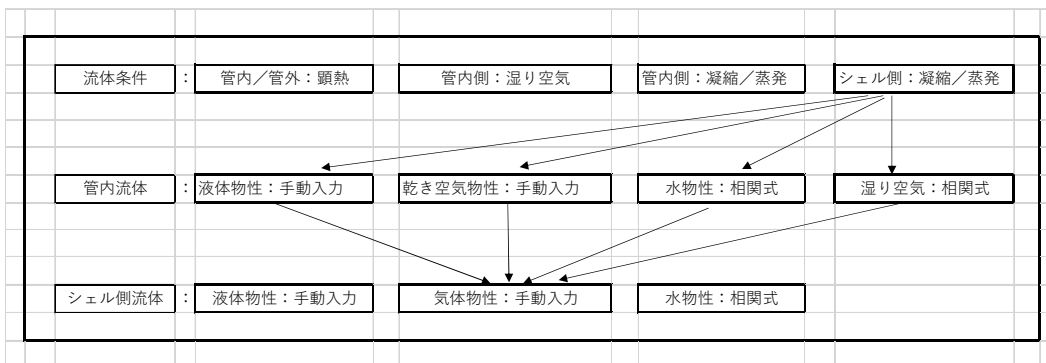 流体条件 : 管内／管外：顕熱 管内側：湿り空気 管内側：凝縮／蒸発 シェル側：凝縮／蒸発
管内流体 : 液体物性：手動入力 乾き空気物性：手動入力 水物性：相関式 湿り空気：相関式
シェル側流体 : 液体物性：手動入力 気体物性：手動入力 水物性：相関式